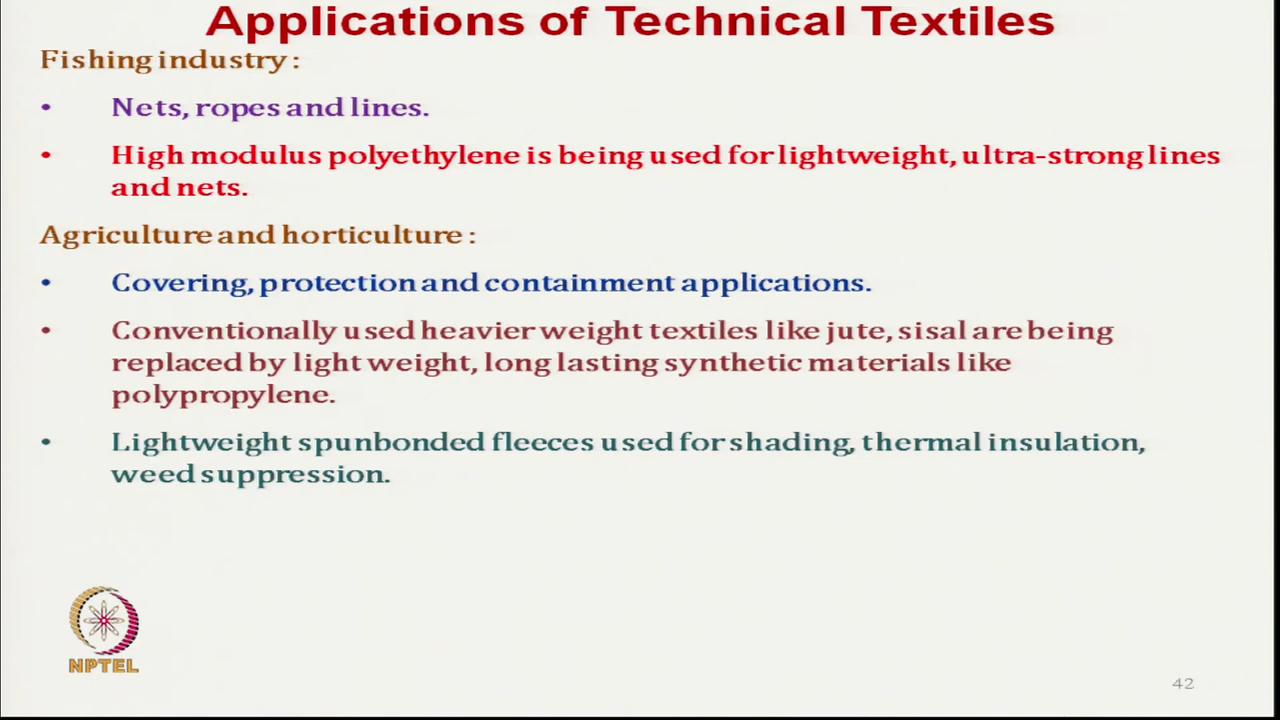 Applications of Technical Textiles
Fishing industry :
• Nets, ropes and lines.
• High modulus polyethylene is being used for lightweight, ultra-strong lines
and nets.
Agriculture and horticulture :
• Covering, protection and containment applications.
• Conventionally used heavier weight textiles like jute, sisal are being
replaced by light weight, long lasting synthetic materials like
polypropylene.
• Lightweight spunbonded fleeces used for shading, thermal insulation,
weed suppression.
NPTEL
42